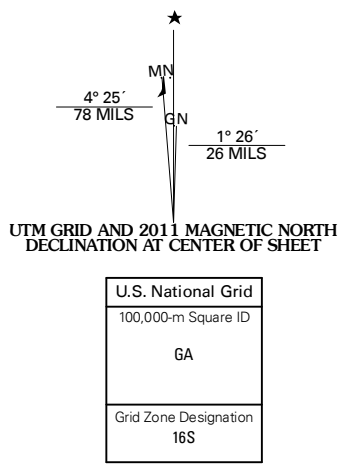 MN
GN
4° 25´
78 MILS
1° 26´
26 MILS
UTM GRID AND 2011 MAGNETIC NORTH
DECLINATION AT CENTER OF SHEET
U.S. National Grid
100,000-m Square ID
GA
Grid Zone Designation
16S